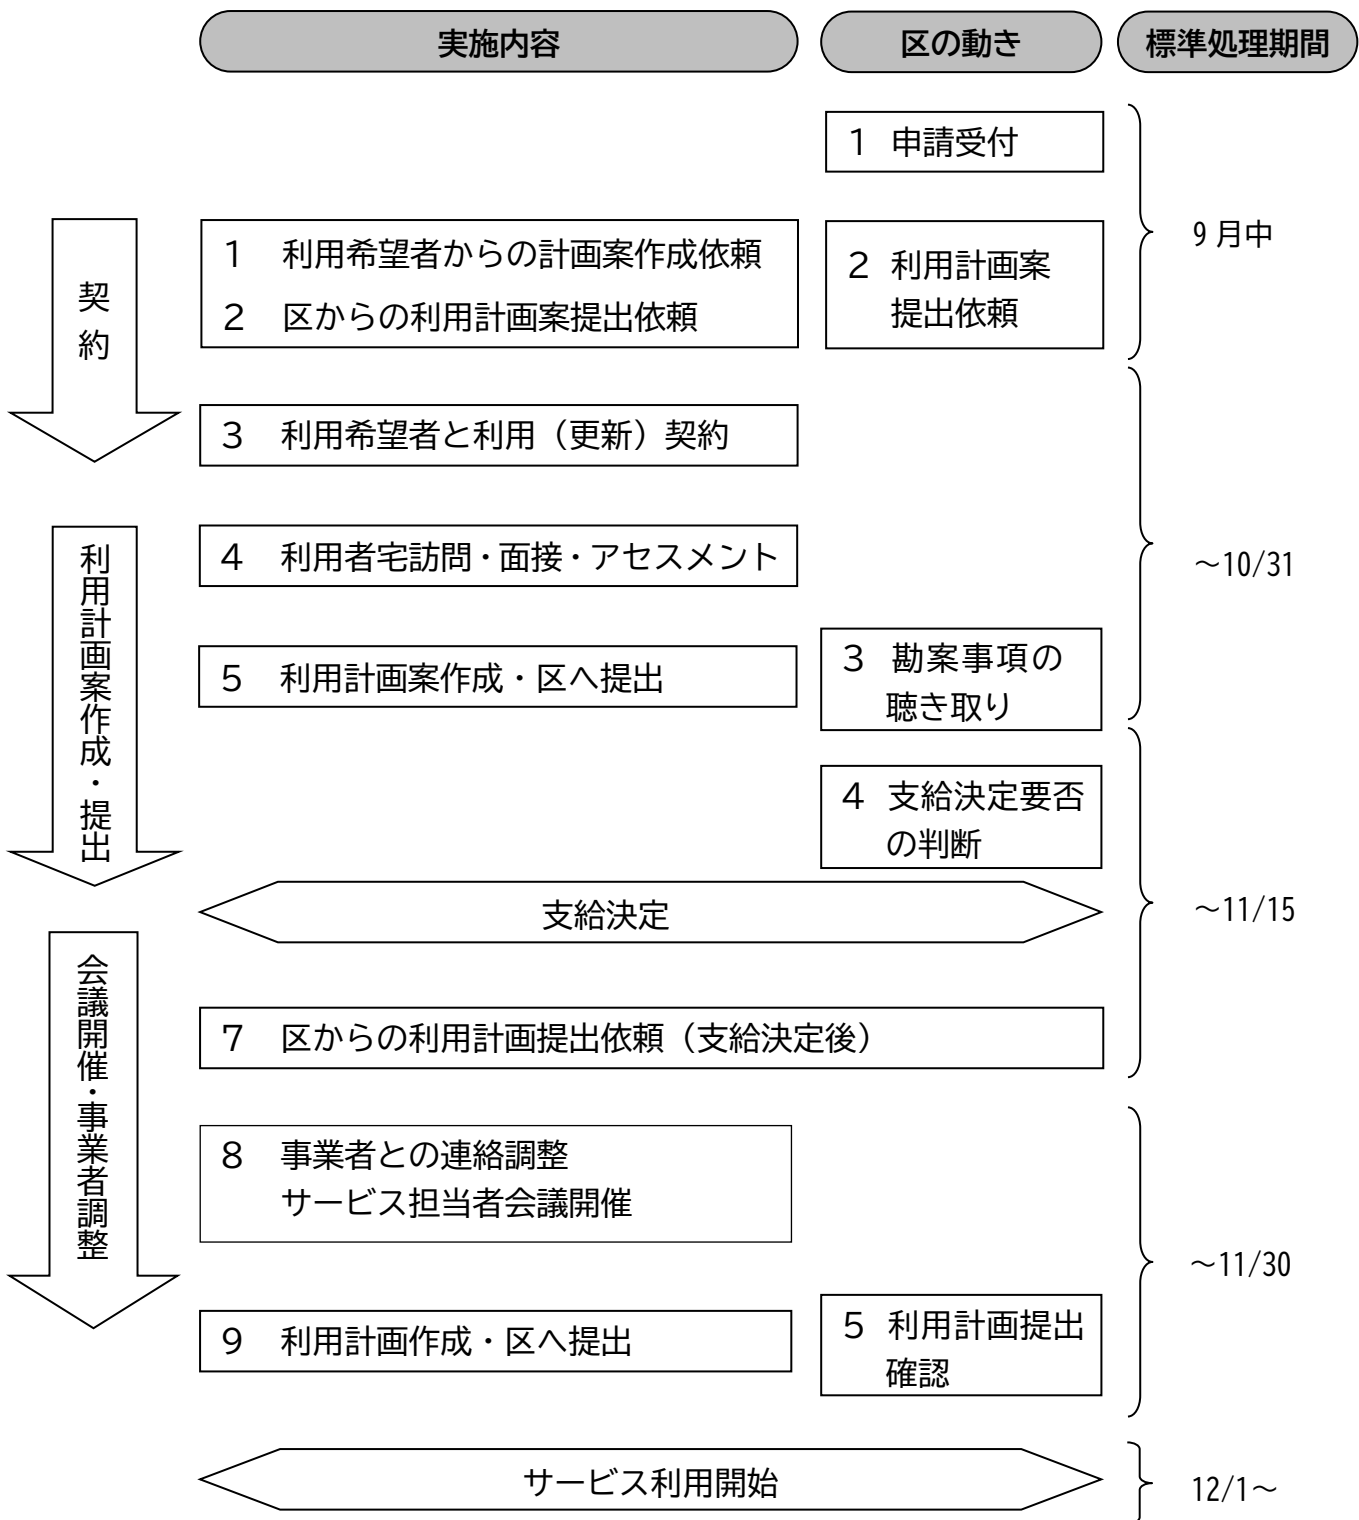 実施内容
区の動き
標準処理期間
1 申請受付
9月中
契約
1 利用希望者からの計画案作成依頼
2 区からの利用計画案提出依頼
2 利用計画案
提出依頼
3 利用希望者と利用（更新）契約
利用計画案作成・提出
4 利用者宅訪問・面接・アセスメント
～10/31
5 利用計画案作成・区へ提出
3 勘案事項の
聴き取り
4 支給決定要否
の判断
支給決定
～11/15
会議開催・事業者調整
7 区からの利用計画提出依頼（支給決定後）
8 事業者との連絡調整
サービス担当者会議開催
～11/30
9 利用計画作成・区へ提出
5 利用計画提出
確認
サービス利用開始
12/1～